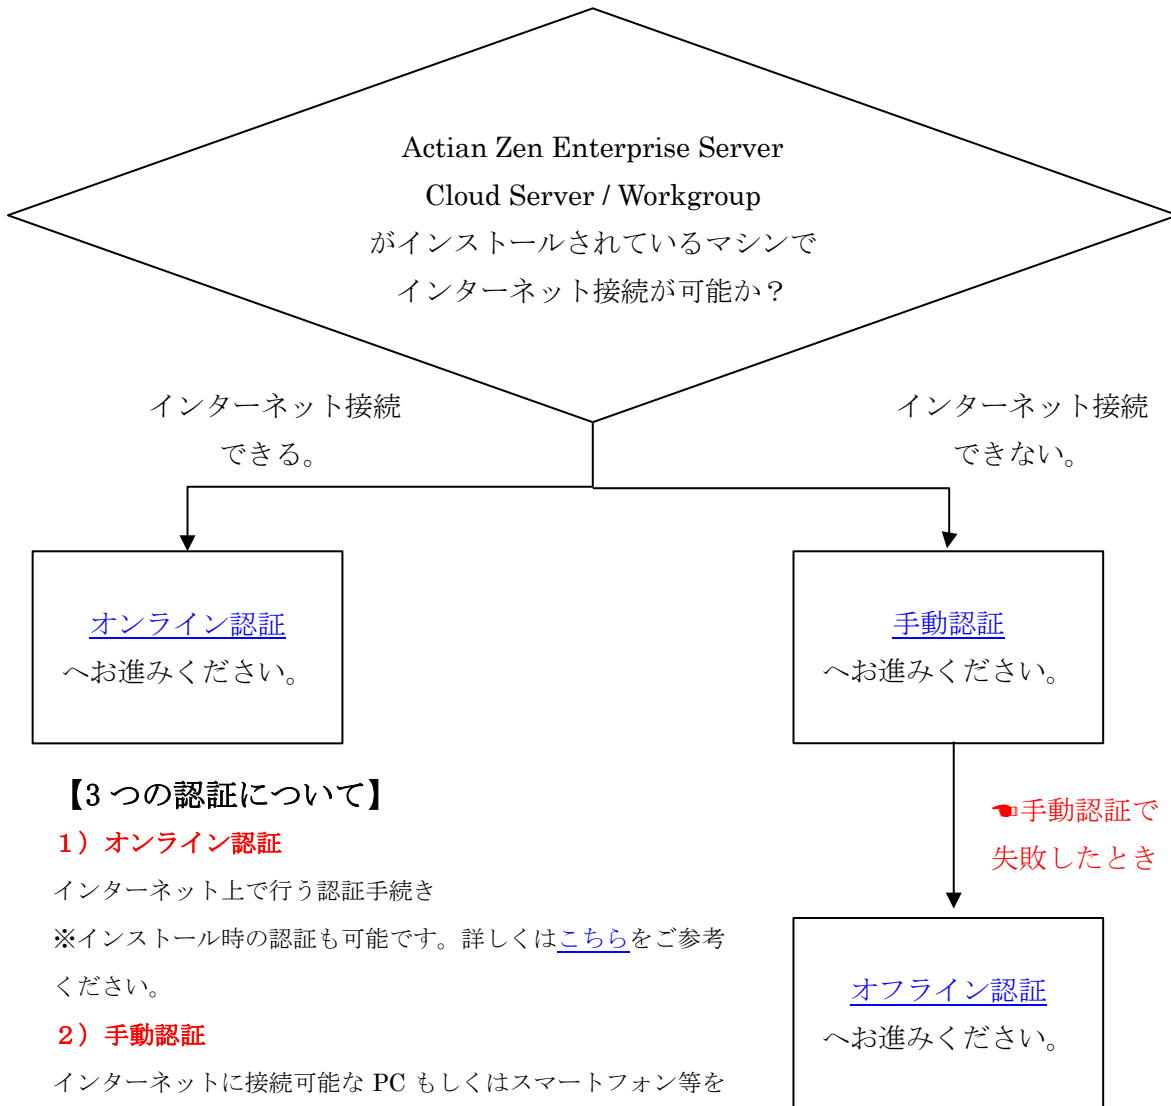 Actian Zen Enterprise Server
Cloud Server / Workgroup
がインストールされているマシンで
インターネット接続が可能か？
インターネット接続
できる。
インターネット接続
できない。
オンライン認証
へお進みください。
手動認証
へお進みください。
☚手動認証で
失敗したとき
オフライン認証
へお進みください。
【3 つの認証について】
１）オンライン認証
インターネット上で行う認証手続き
※インストール時の認証も可能です。詳しくはこちらをご参考
ください。
２）手動認証
インターネットに接続可能な PC もしくはスマートフォン等を